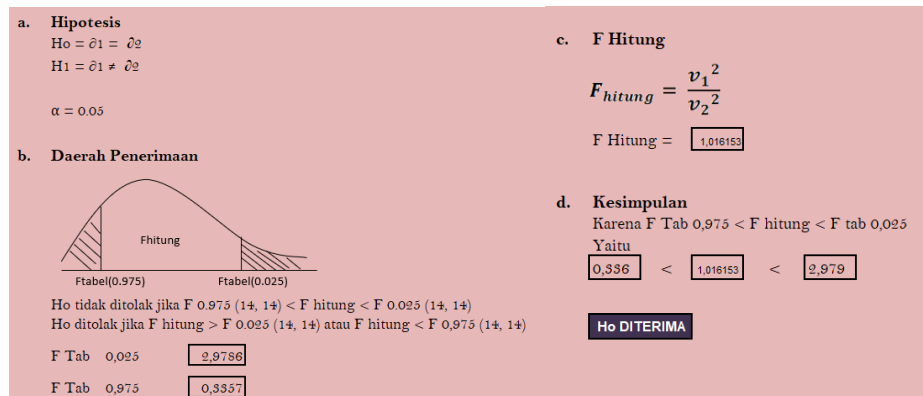 a. Hipotesis
Ho = ∂1 = ∂2
H1 = ∂1 ≠ ∂2
α = 0.05
b. Daerah Penerimaan
Fhitung
Ftabel(0.975) Ftabel(0.025)
Ho tidak ditolak jika F 0.975 (14, 14) < F hitung < F 0.025 (14, 14)
Ho ditolak jika F hitung > F 0.025 (14, 14) atau F hitung < F 0,975 (14, 14)
F Tab 0,025 2,9786
F Tab 0,975 0,3357
c. F Hitung
F_hitung = v₁² / v₂²
F Hitung = 1,016153
d. Kesimpulan
Karena F Tab 0,975 < F hitung < F tab 0,025
Yaitu
0,336 < 1,016153 < 2,979
Ho DITERIMA